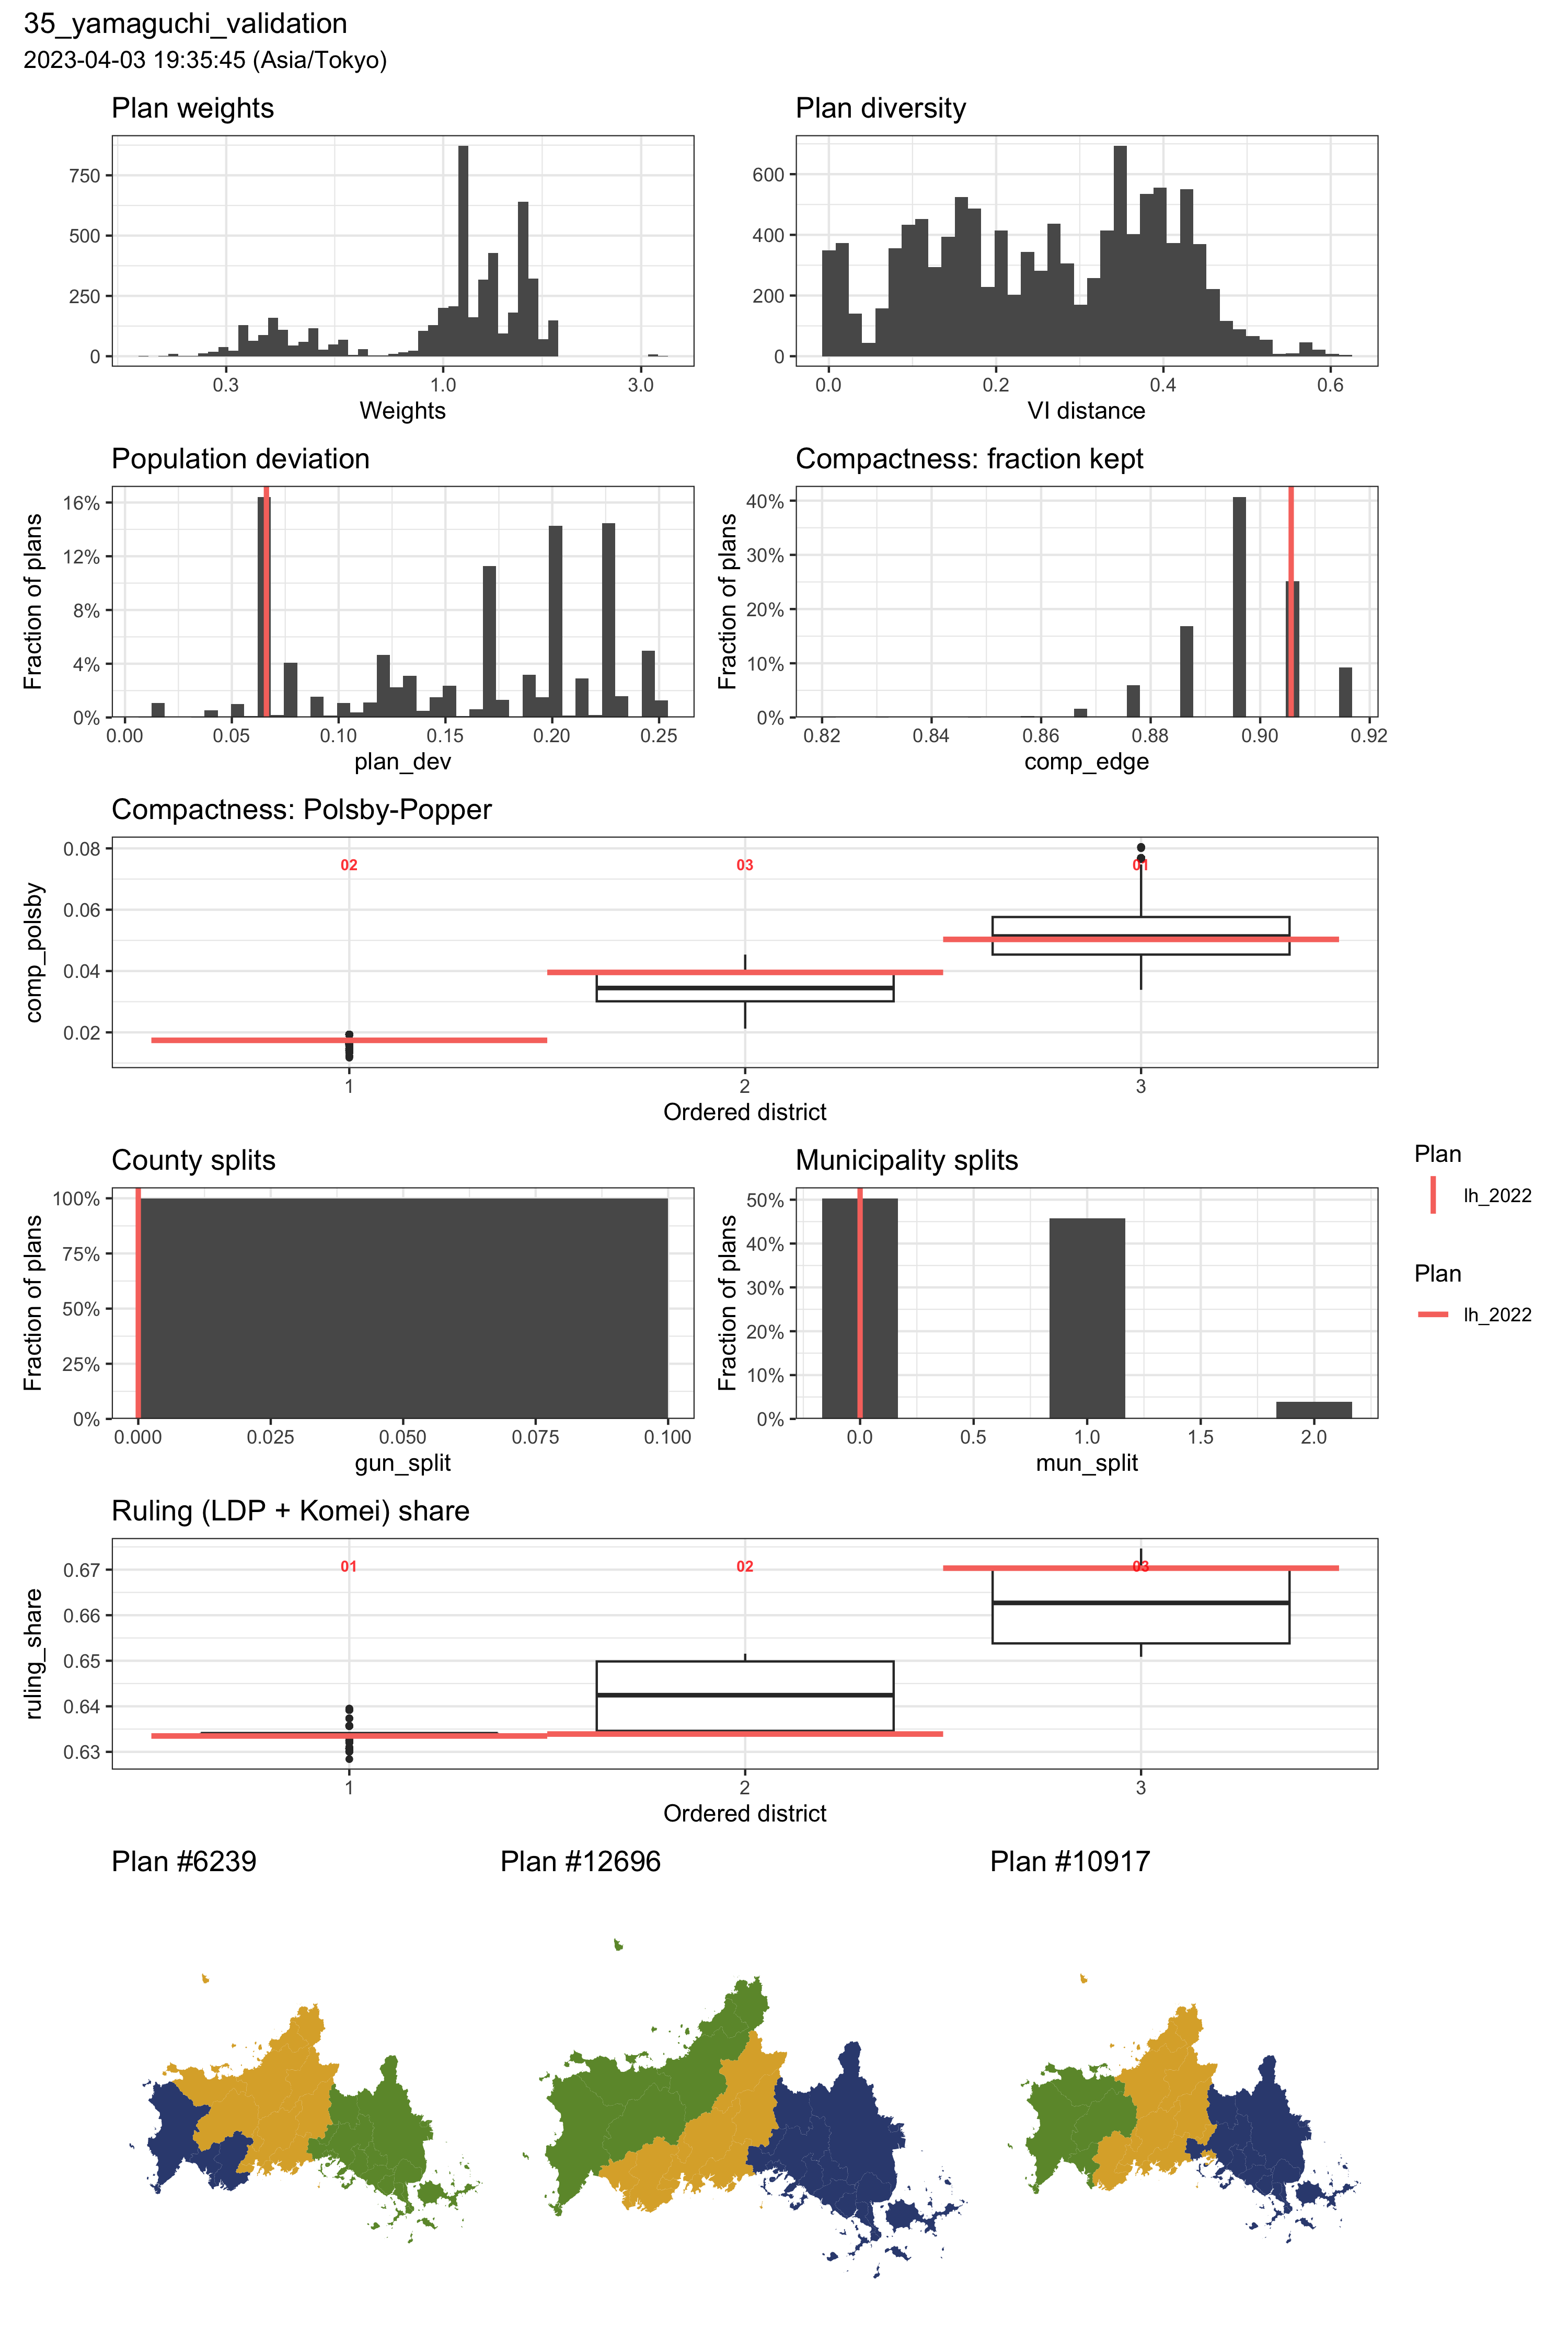 35_yamaguchi_validation
2023-04-03 19:35:45 (Asia/Tokyo)
Plan weights
750
500
250
0
0.3 1.0 3.0
Weights
Plan diversity
600
400
200
0
0.0 0.2 0.4 0.6
VI distance
Population deviation
Fraction of plans
16%
12%
8%
4%
0%
0.00 0.05 0.10 0.15 0.20 0.25
plan_dev
Compactness: fraction kept
Fraction of plans
40%
30%
20%
10%
0%
0.82 0.84 0.86 0.88 0.90 0.92
comp_edge
Compactness: Polsby-Popper
comp_polsby
0.08
0.06
0.04
0.02
02 03 01
1 2 3
Ordered district
County splits
Fraction of plans
100%
75%
50%
25%
0%
0.000 0.025 0.050 0.075 0.100
gun_split
Municipality splits
Fraction of plans
50%
40%
30%
20%
10%
0%
0.0 0.5 1.0 1.5 2.0
mun_split
Plan
lh_2022
Plan
lh_2022
Ruling (LDP + Komei) share
ruling_share
0.67
0.66
0.65
0.64
0.63
01 02 03
1 2 3
Ordered district
Plan #6239
Plan #12696
Plan #10917